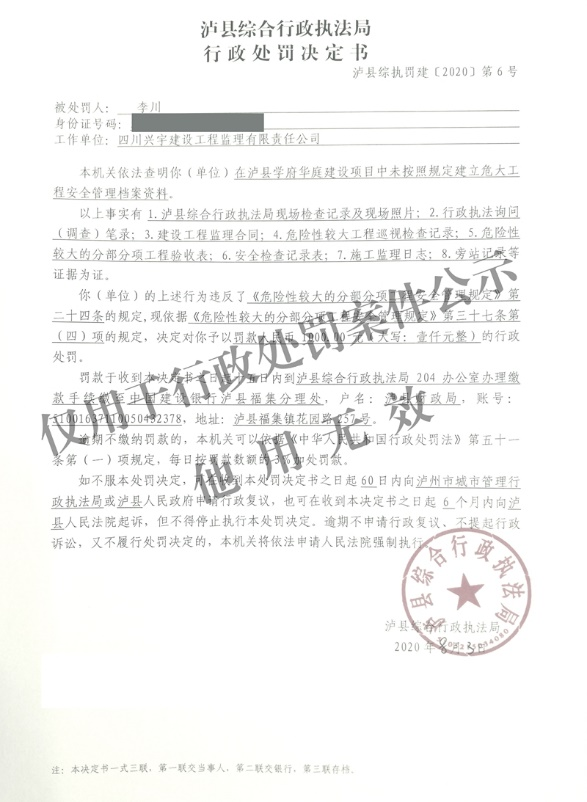 泸县综合行政执法局
行政处罚决定书
泸县综执罚建〔2020〕第6号
被处罚人： 李川
身份证号码：
工作单位：四川兴宇建设工程监理有限责任公司
本机关依法查明你（单位）在泸县学府华庭建设项目中未按照规定建立危大工
程安全管理档案资料。
以上事实有 1.泸县综合行政执法局现场检查记录及现场照片；2.行政执法询问
（调查）笔录；3.建设工程监理合同；4.危险性较大工程巡视检查记录；5.危险性
较大的分部分项工程验收表；6.安全检查记录表；7.施工监理日志；8.旁站记录等
证据为证。
你（单位）的上述行为违反了《危险性较大的分部分项工程安全管理规定》第
二十四条的规定,现依据《危险性较大的分部分项工程安全管理规定》第三十七条第
（四）项的规定，决定对你予以罚款人民币 1000.00 元（大写：壹仟元整）的行政
处罚。
罚款于收到本决定书之日起十五日内到泸县综合行政执法局 204 办公室办理缴
款手续缴至中国建设银行泸县福集分理处，户名：泸县财政局，账号：
51001637110050432378，地址：泸县福集镇花园路257号。
逾期不缴纳罚款的，本机关可以依据《中华人民共和国行政处罚法》第五十一
条第（一）项规定，每日按罚款数额的3%加处罚款。
如不服本处罚决定，可在收到本处罚决定书之日起 60 日内向泸州市城市管理行
政执法局或泸县人民政府申请行政复议，也可在收到本决定书之日起 6 个月内向泸
县人民法院起诉，但不得停止执行本处罚决定。逾期不申请行政复议、不提起行政
诉讼，又不履行处罚决定的，本机关将依法申请人民法院强制执行。
泸县综合行政执法局
泸县综合行政执法局
2020 年8月 日
仅用于行政处罚案件公示
他用无效
注：本决定书一式三联，第一联交当事人，第二联交银行，第三联存档。